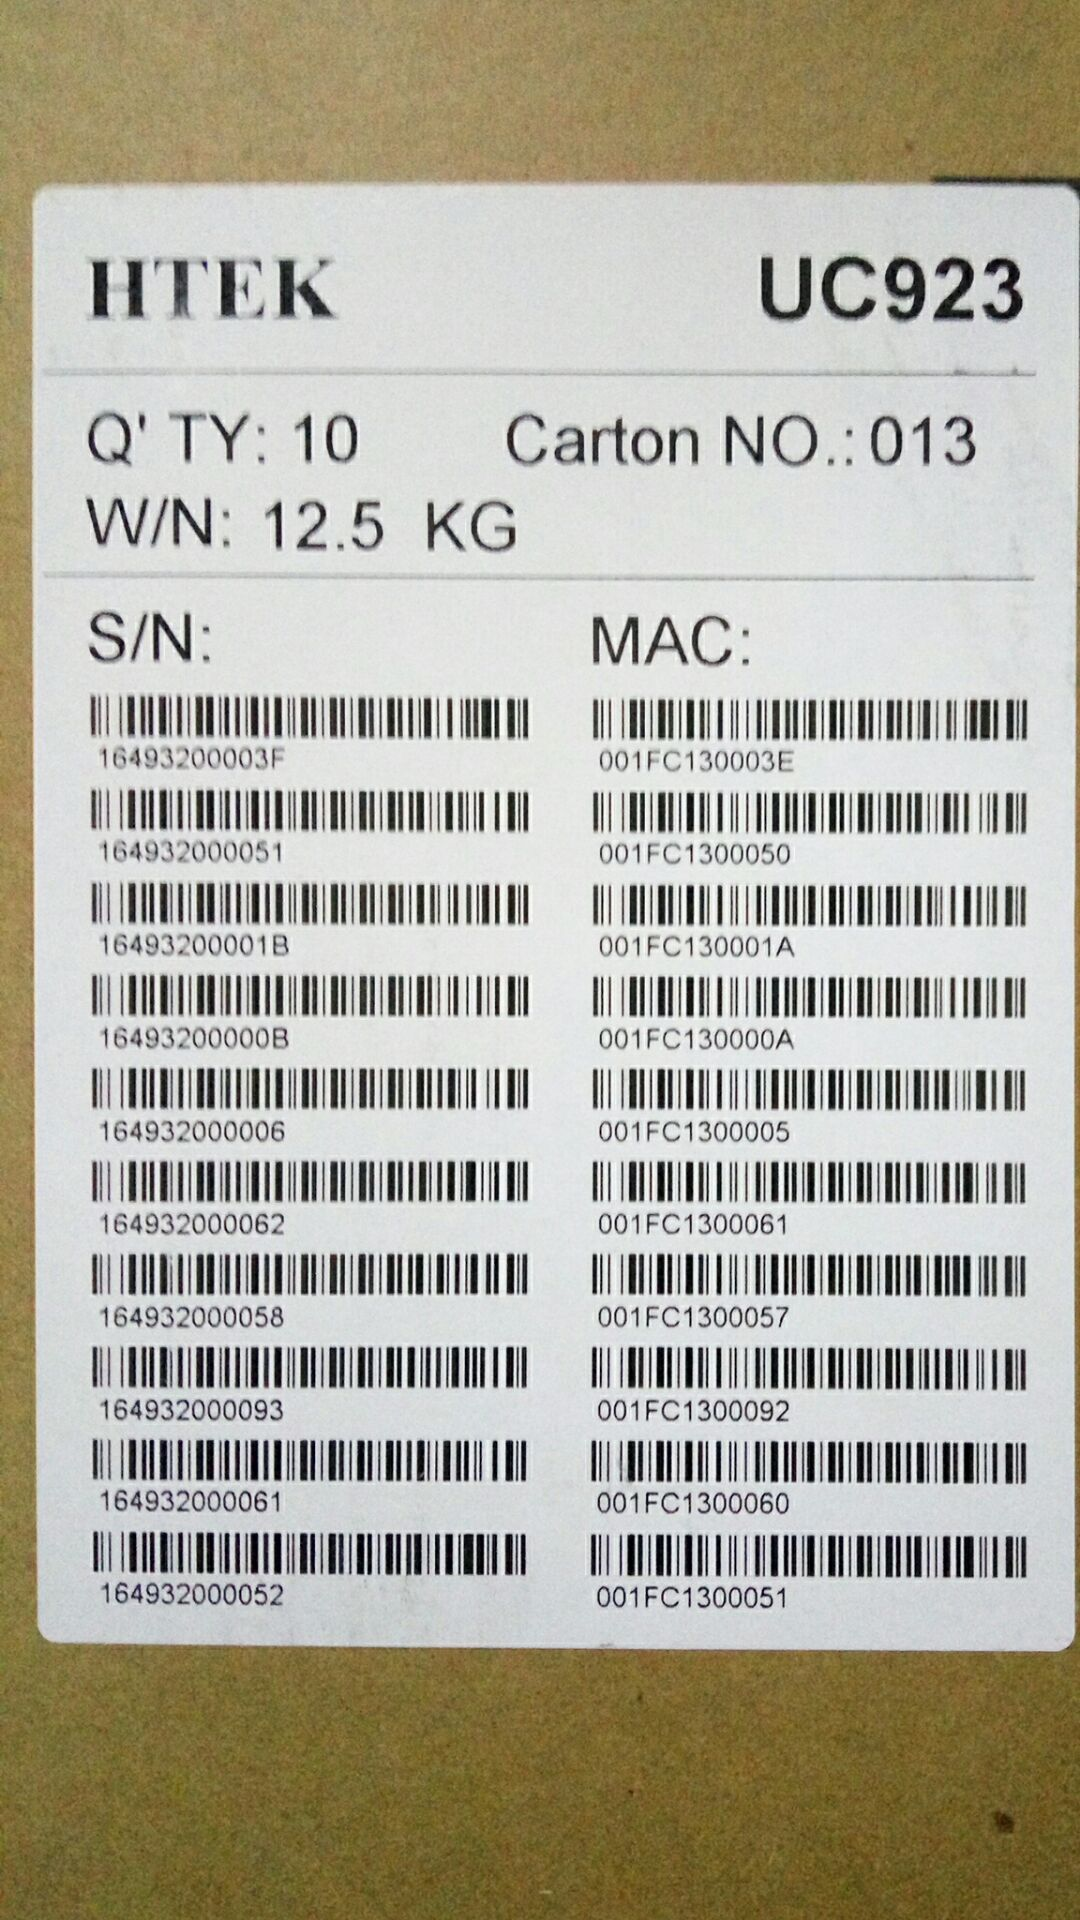 HTEK UC923
Q' TY: 10 Carton NO.: 013
W/N: 12.5 KG
S/N: MAC:
16493200003F 001FC130003E
164932000051 001FC1300050
16493200001B 001FC130001A
16493200000B 001FC130000A
164932000006 001FC1300005
164932000062 001FC1300061
164932000058 001FC1300057
164932000093 001FC1300092
164932000061 001FC1300060
164932000052 001FC1300051